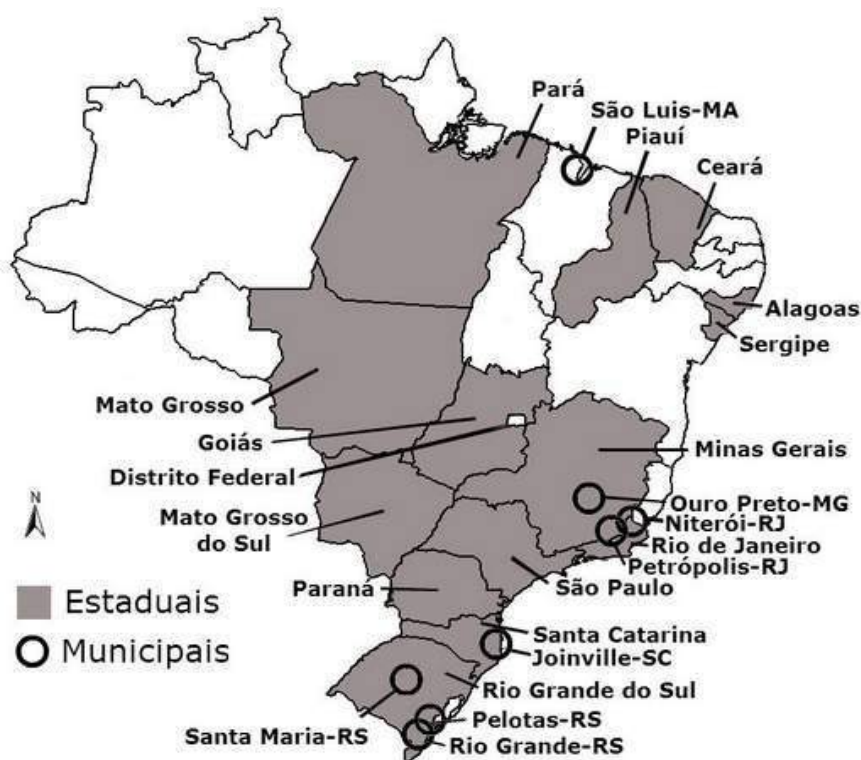 Pará
São Luis-MA
Piauí
Ceará
Alagoas
Sergipe
Mato Grosso
Goiás
Minas Gerais
Distrito Federal
N
Ouro Preto-MG
Mato Grosso
do Sul
Niterói-RJ
Rio de Janeiro
Petrópolis-RJ
São Paulo
Paraná
Estaduais
Santa Catarina
Municipais
Joinville-SC
Rio Grande do Sul
Santa Maria-RS
Pelotas-RS
Rio Grande-RS